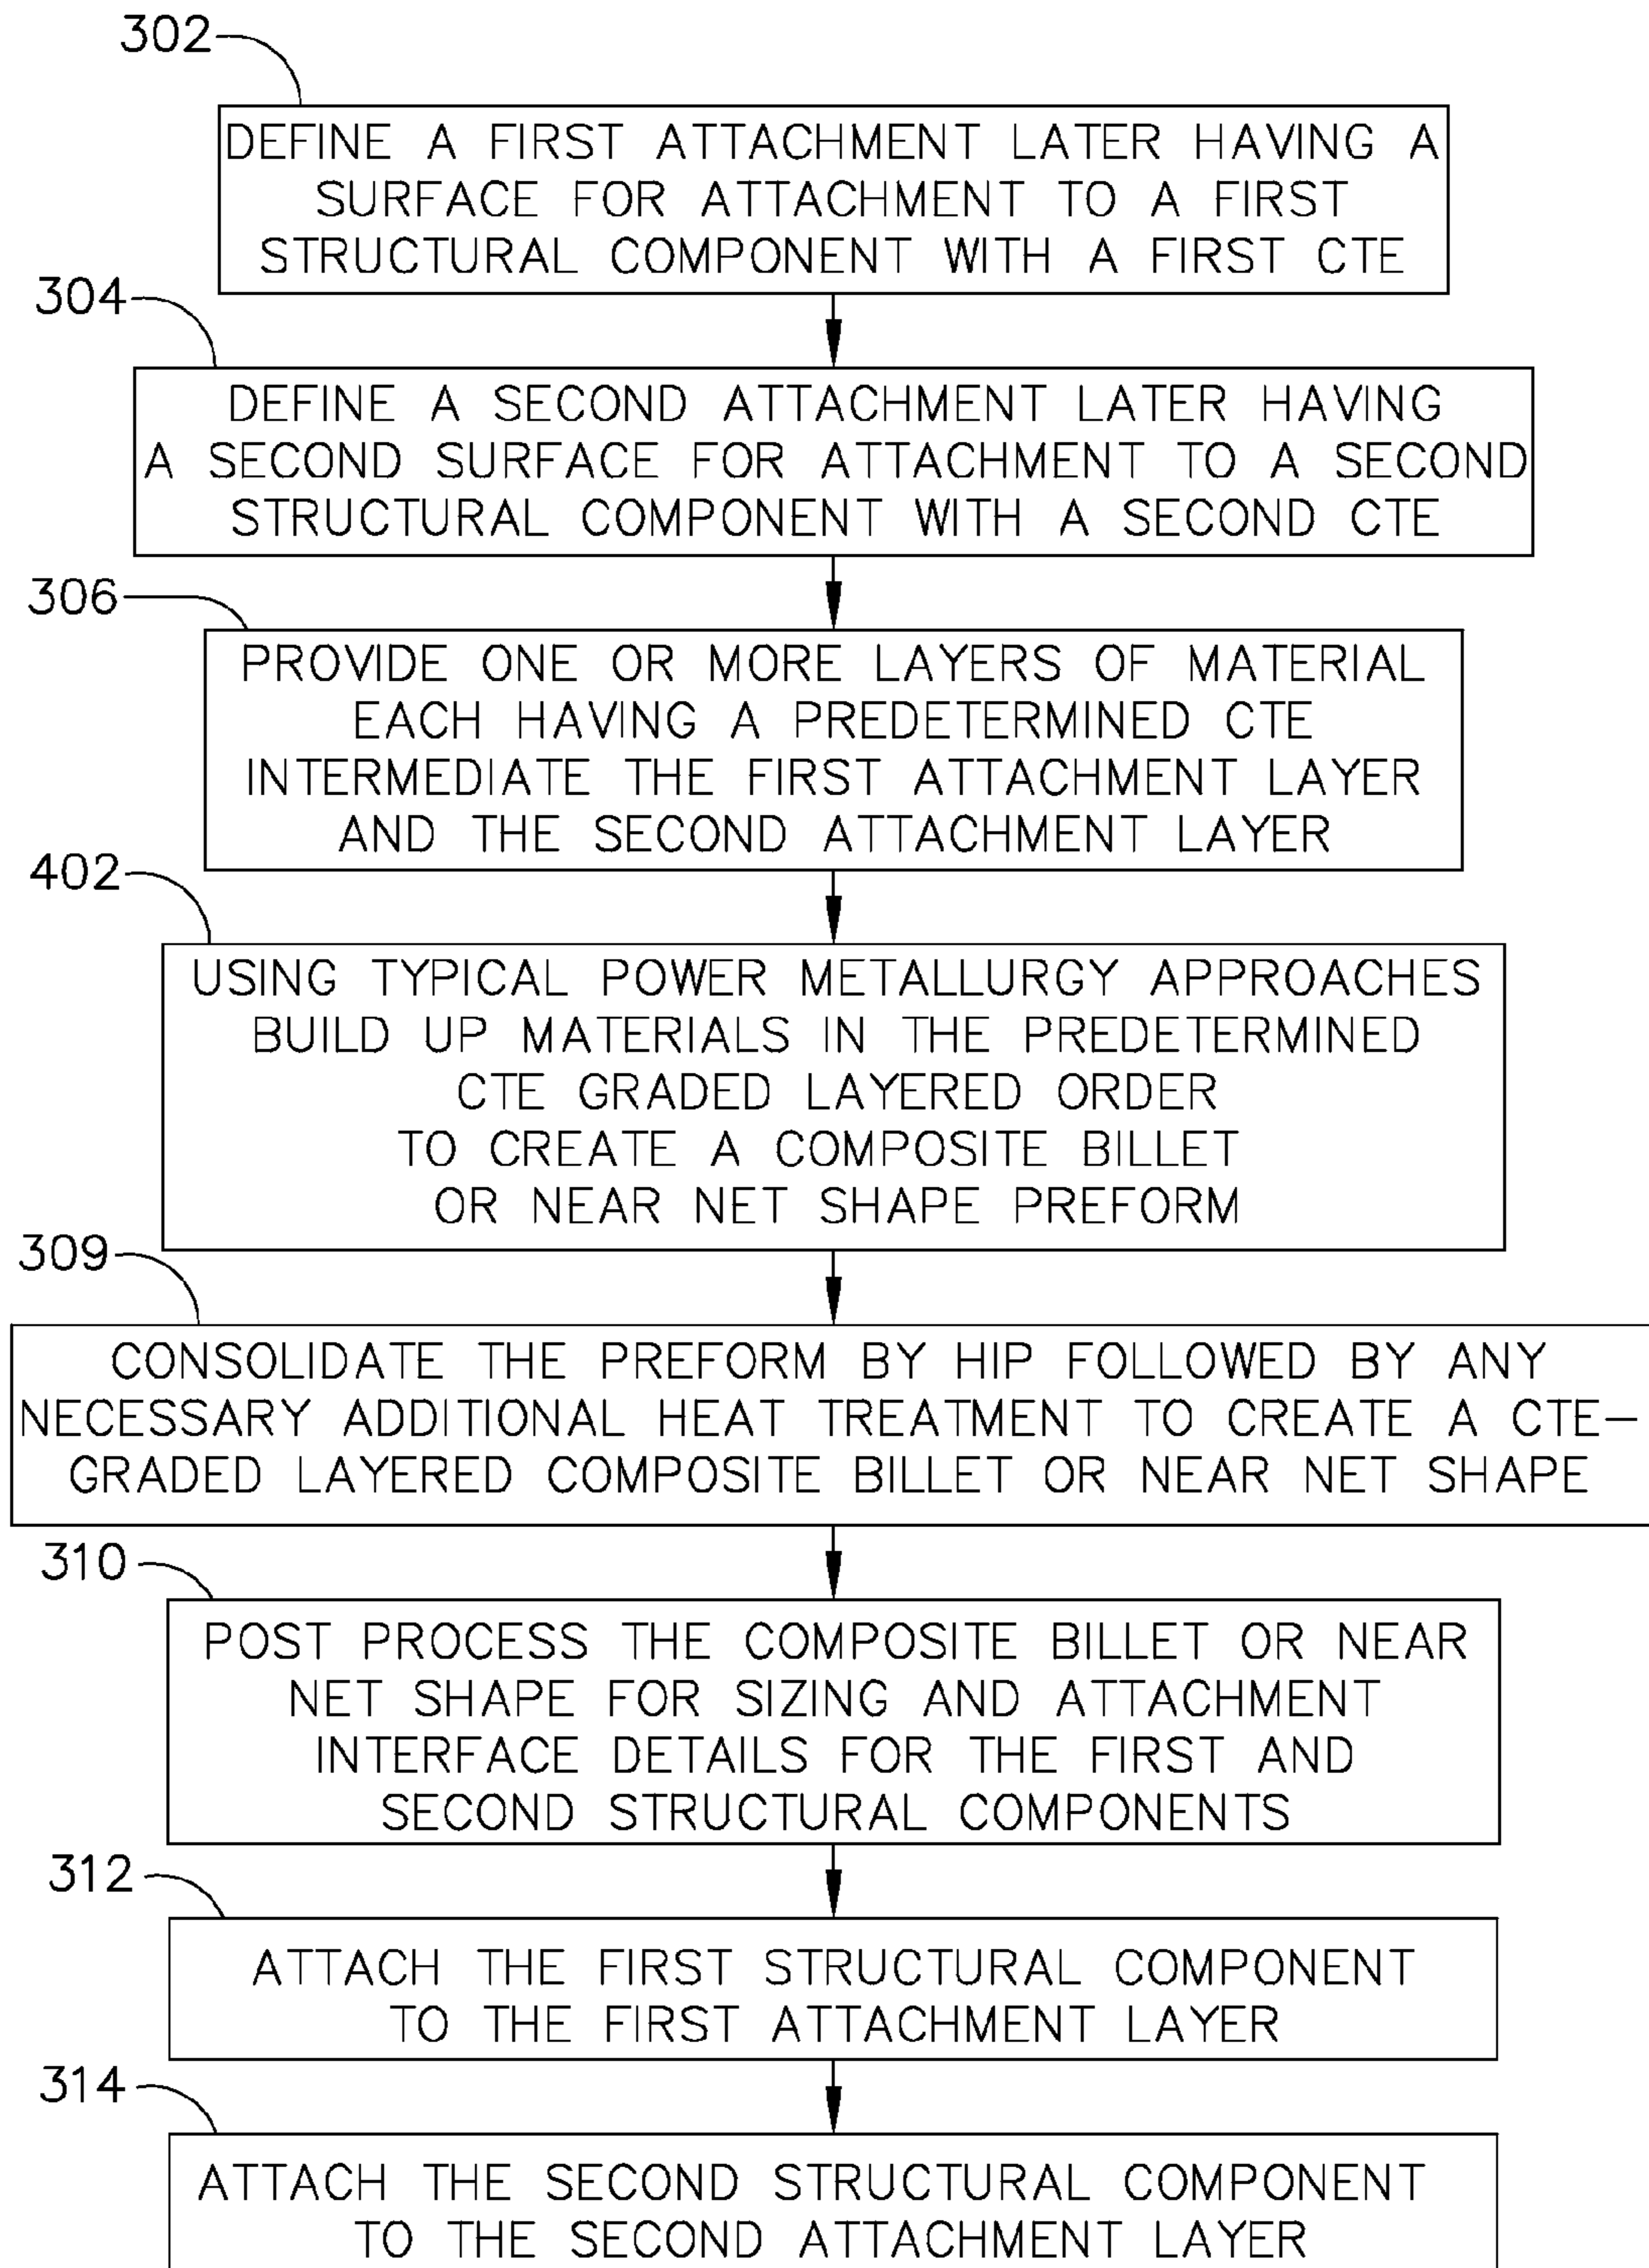 302
DEFINE A FIRST ATTACHMENT LATER HAVING A
SURFACE FOR ATTACHMENT TO A FIRST
STRUCTURAL COMPONENT WITH A FIRST CTE
304
DEFINE A SECOND ATTACHMENT LATER HAVING
A SECOND SURFACE FOR ATTACHMENT TO A SECOND
STRUCTURAL COMPONENT WITH A SECOND CTE
306
PROVIDE ONE OR MORE LAYERS OF MATERIAL
EACH HAVING A PREDETERMINED CTE
INTERMEDIATE THE FIRST ATTACHMENT LAYER
AND THE SECOND ATTACHMENT LAYER
402
USING TYPICAL POWER METALLURGY APPROACHES
BUILD UP MATERIALS IN THE PREDETERMINED
CTE GRADED LAYERED ORDER
TO CREATE A COMPOSITE BILLET
OR NEAR NET SHAPE PREFORM
309
CONSOLIDATE THE PREFORM BY HIP FOLLOWED BY ANY
NECESSARY ADDITIONAL HEAT TREATMENT TO CREATE A CTE-
GRADED LAYERED COMPOSITE BILLET OR NEAR NET SHAPE
310
POST PROCESS THE COMPOSITE BILLET OR NEAR
NET SHAPE FOR SIZING AND ATTACHMENT
INTERFACE DETAILS FOR THE FIRST AND
SECOND STRUCTURAL COMPONENTS
312
ATTACH THE FIRST STRUCTURAL COMPONENT
TO THE FIRST ATTACHMENT LAYER
314
ATTACH THE SECOND STRUCTURAL COMPONENT
TO THE SECOND ATTACHMENT LAYER